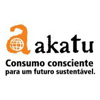 akatu
Consumo consciente
para um futuro sustentável.